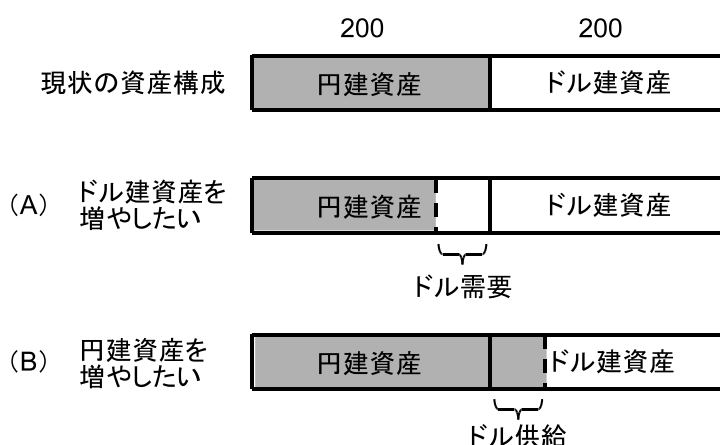 200 200
現状の資産構成 円建資産 ドル建資産
(A) ドル建資産を
増やしたい
円建資産 ドル建資産
ドル需要
(B) 円建資産を
増やしたい
円建資産 ドル建資産
ドル供給